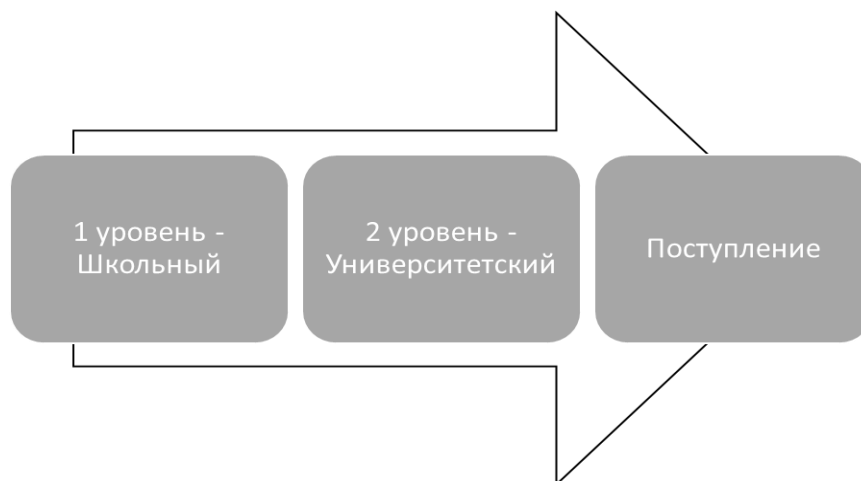 1 уровень -
Школьный
2 уровень -
Университетский
Поступление